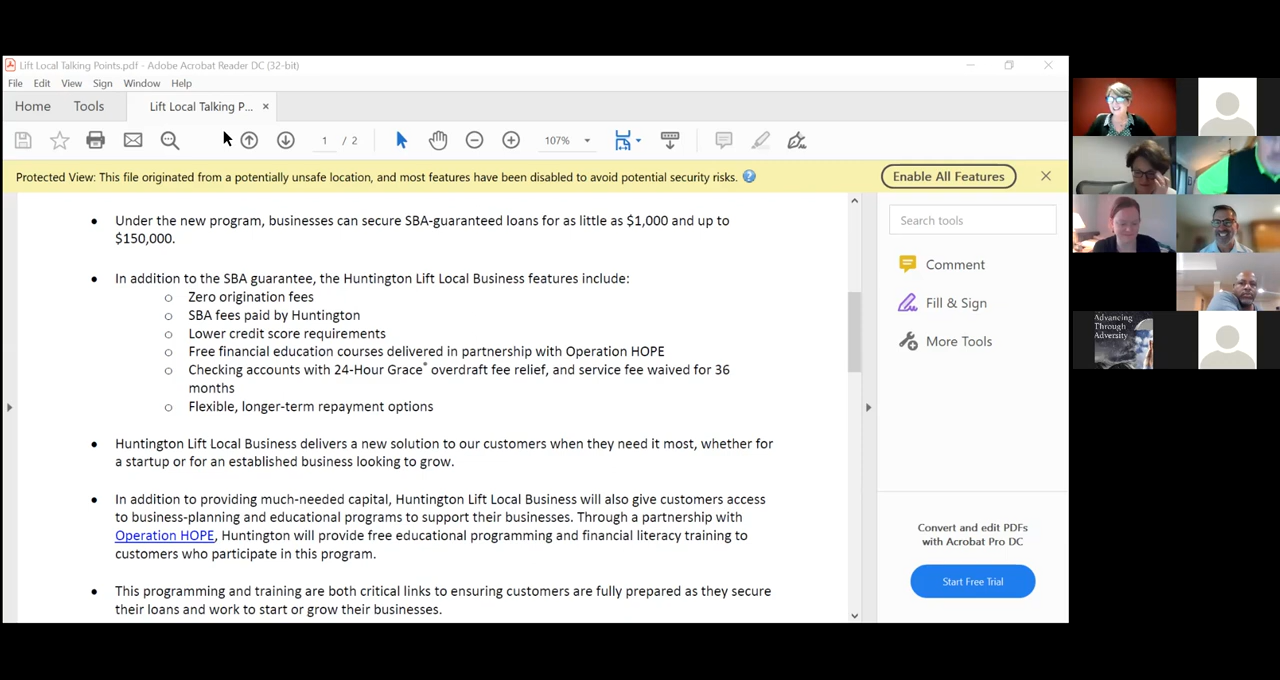 Lift Local Talking Points.pdf - Adobe Acrobat Reader DC (32-bit)
File Edit View Sign Window Help
Home Tools Lift Local Talking P... ×
1 / 2 107%
Protected View: This file originated from a potentially unsafe location, and most features have been disabled to avoid potential security risks. Enable All Features
• Under the new program, businesses can secure SBA-guaranteed loans for as little as $1,000 and up to
$150,000.
• In addition to the SBA guarantee, the Huntington Lift Local Business features include:
○ Zero origination fees
○ SBA fees paid by Huntington
○ Lower credit score requirements
○ Free financial education courses delivered in partnership with Operation HOPE
○ Checking accounts with 24-Hour Grace® overdraft fee relief, and service fee waived for 36
months
○ Flexible, longer-term repayment options
• Huntington Lift Local Business delivers a new solution to our customers when they need it most, whether for
a startup or for an established business looking to grow.
• In addition to providing much-needed capital, Huntington Lift Local Business will also give customers access
to business-planning and educational programs to support their businesses. Through a partnership with
Operation HOPE, Huntington will provide free educational programming and financial literacy training to
customers who participate in this program.
• This programming and training are both critical links to ensuring customers are fully prepared as they secure
their loans and work to start or grow their businesses.
Search tools
Comment
Fill & Sign
More Tools
Convert and edit PDFs
with Acrobat Pro DC
Start Free Trial
Advancing
Through
Adversity